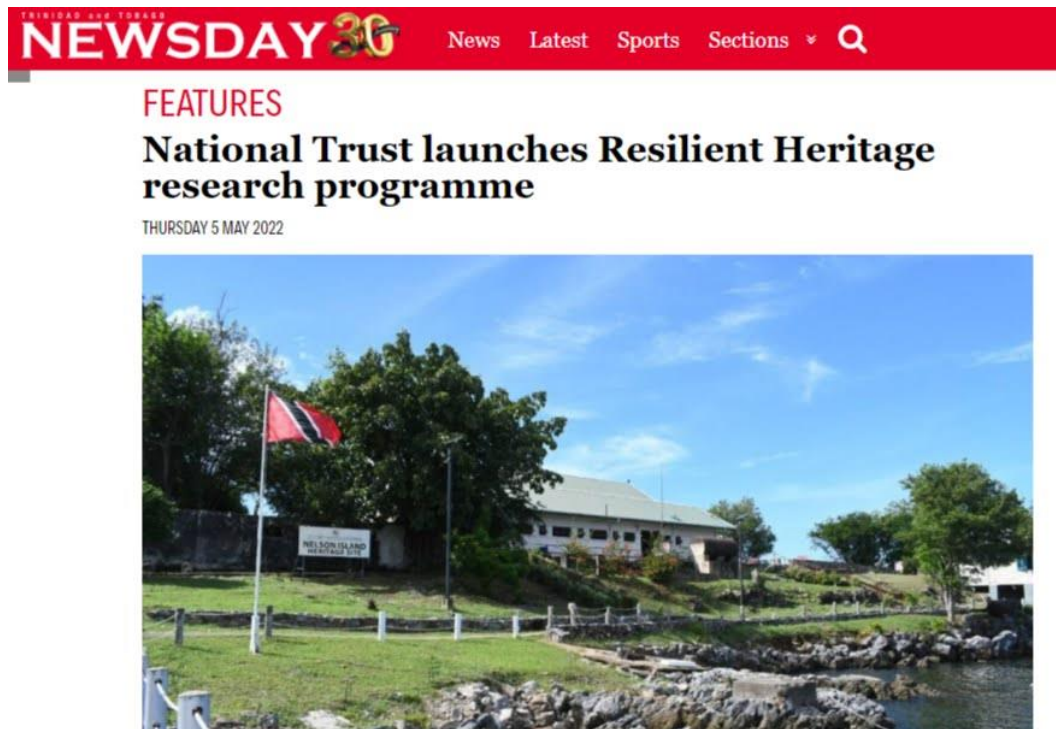 TRINIDAD and TOBAGO
NEWSDAY 30
News Latest Sports Sections
FEATURES
National Trust launches Resilient Heritage
research programme
THURSDAY 5 MAY 2022
NELSON ISLAND
HERITAGE SITE